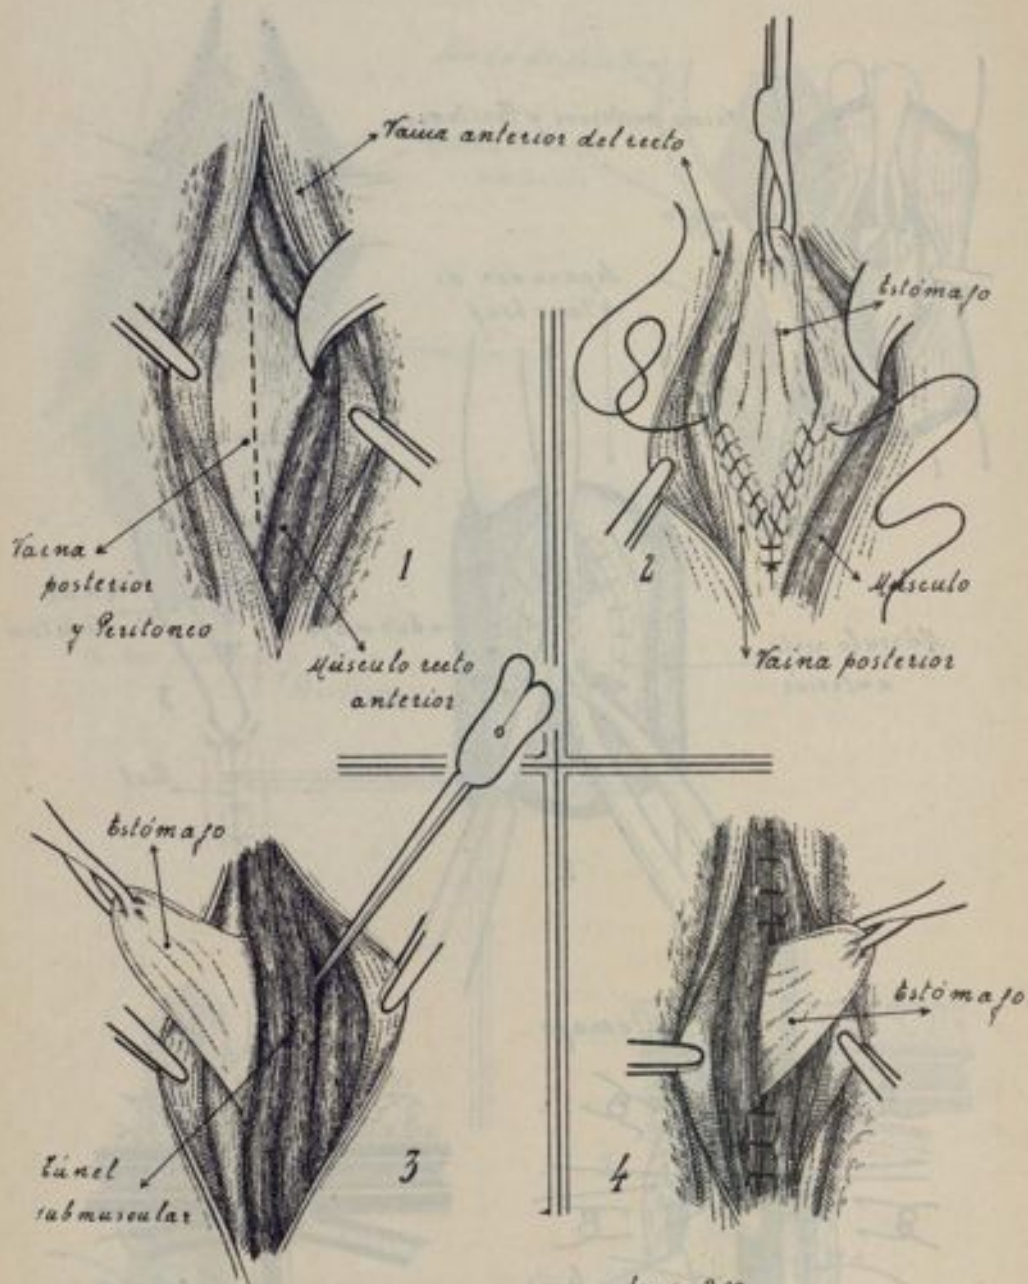 Vaina anterior del recto
Estómago
Vaina
posterior
y Peritoneo
1
Músculo recto
anterior
2
Músculo
Vaina posterior
Estómago
Túnel
submuscular
3
Estómago
4